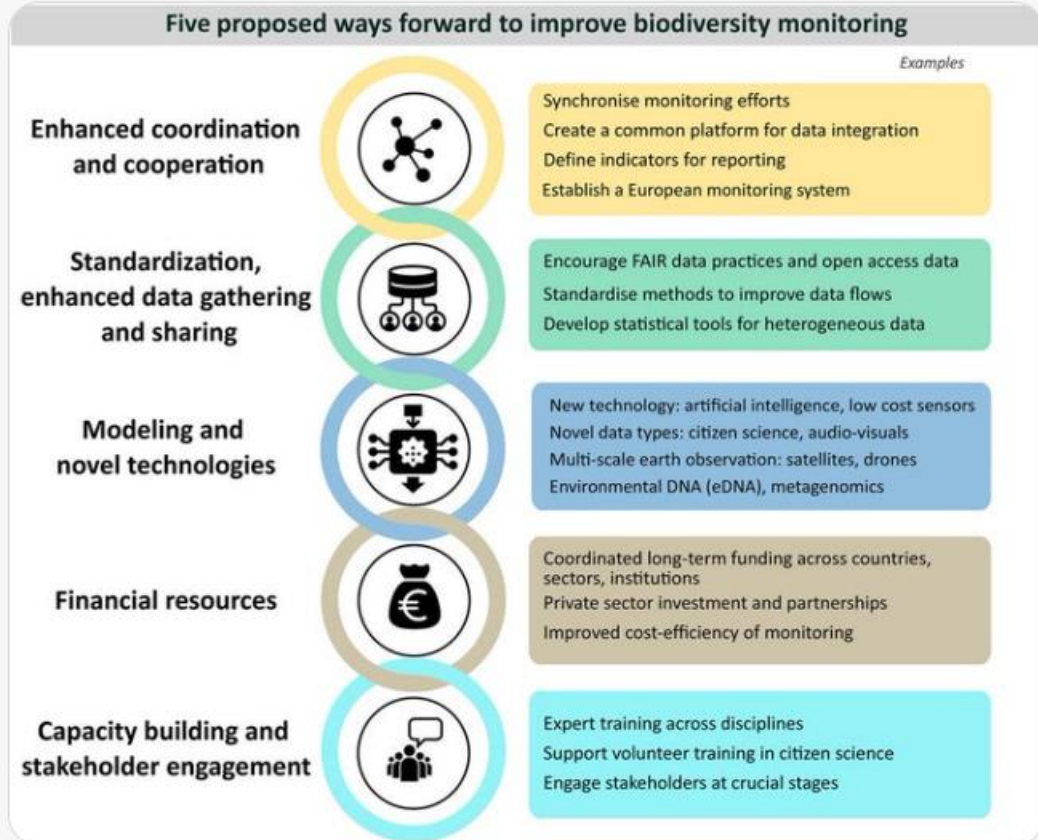 Five proposed ways forward to improve biodiversity monitoring
Examples
Enhanced coordination
and cooperation
Synchronise monitoring efforts
Create a common platform for data integration
Define indicators for reporting
Establish a European monitoring system
Standardization,
enhanced data gathering
and sharing
Encourage FAIR data practices and open access data
Standardise methods to improve data flows
Develop statistical tools for heterogeneous data
Modeling and
novel technologies
New technology: artificial intelligence, low cost sensors
Novel data types: citizen science, audio-visuals
Multi-scale earth observation: satellites, drones
Environmental DNA (eDNA), metagenomics
Financial resources
€
Coordinated long-term funding across countries,
sectors, institutions
Private sector investment and partnerships
Improved cost-efficiency of monitoring
Capacity building and
stakeholder engagement
Expert training across disciplines
Support volunteer training in citizen science
Engage stakeholders at crucial stages